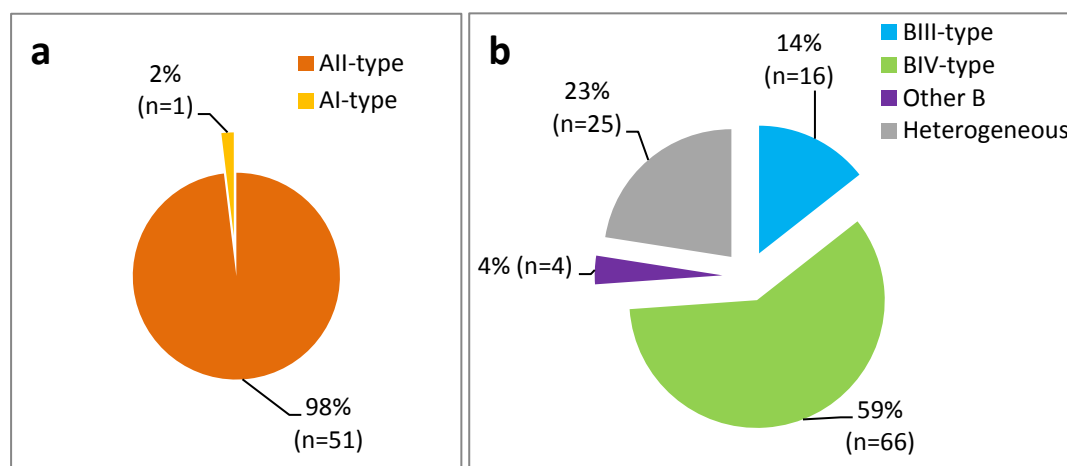 a
AII-type
AI-type
2%
(n=1)
98%
(n=51)
b
BIII-type
BIV-type
Other B
Heterogeneous
14%
(n=16)
23%
(n=25)
4% (n=4)
59%
(n=66)